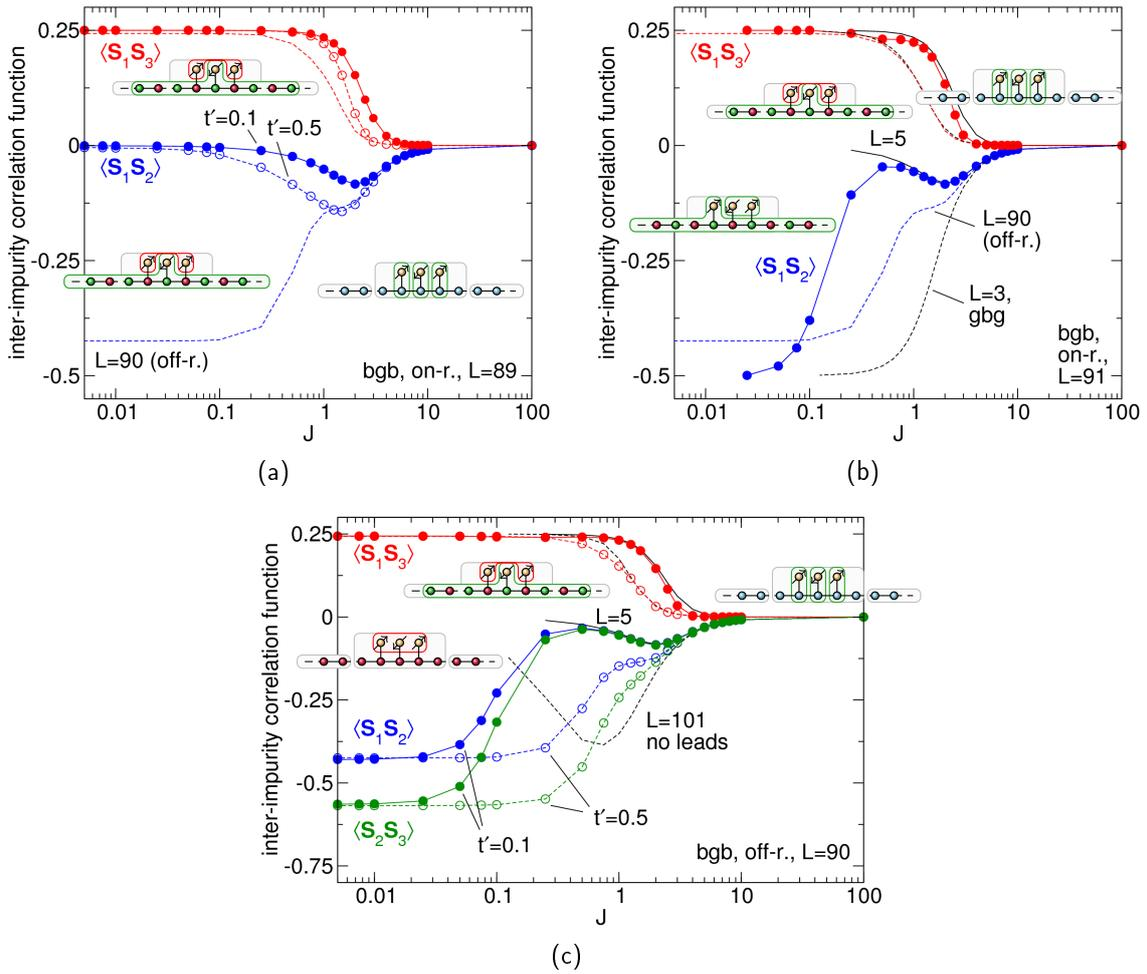 inter-impurity correlation function
0.25
0
-0.25
-0.5
⟨S1S3⟩
t′=0.1
t′=0.5
⟨S1S2⟩
L=90 (off-r.)
bgb, on-r., L=89
0.01
0.1
1
10
100
J
(a)
inter-impurity correlation function
0.25
0
-0.25
-0.5
⟨S1S3⟩
L=5
L=90
(off-r.)
⟨S1S2⟩
L=3,
gbg
bgb,
on-r.,
L=91
0.01
0.1
1
10
100
J
(b)
inter-impurity correlation function
0.25
0
-0.25
-0.5
-0.75
⟨S1S3⟩
L=5
⟨S1S2⟩
L=101
no leads
t′=0.5
⟨S2S3⟩
t′=0.1
bgb, off-r., L=90
0.01
0.1
1
10
100
J
(c)